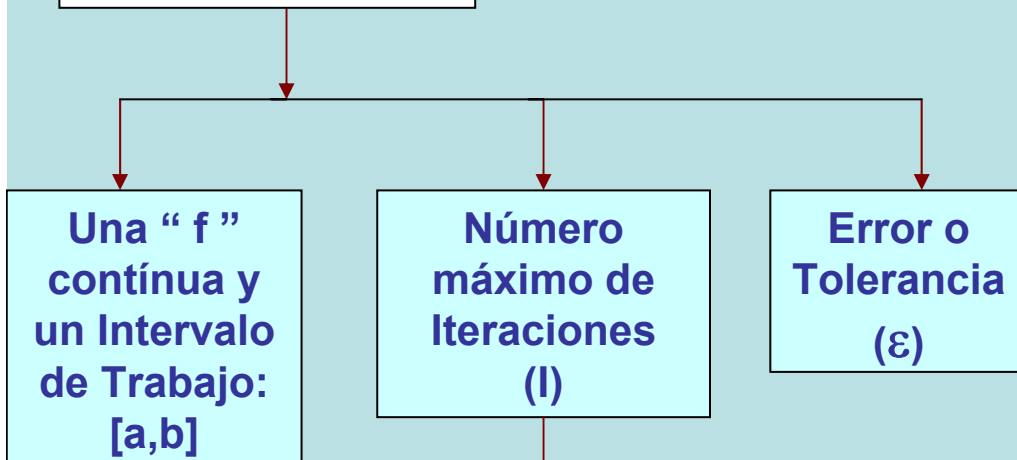 Una “ f ”
contínua y
un Intervalo
de Trabajo:
[a,b]
Número
máximo de
Iteraciones
(I)
Error o
Tolerancia
(ε)